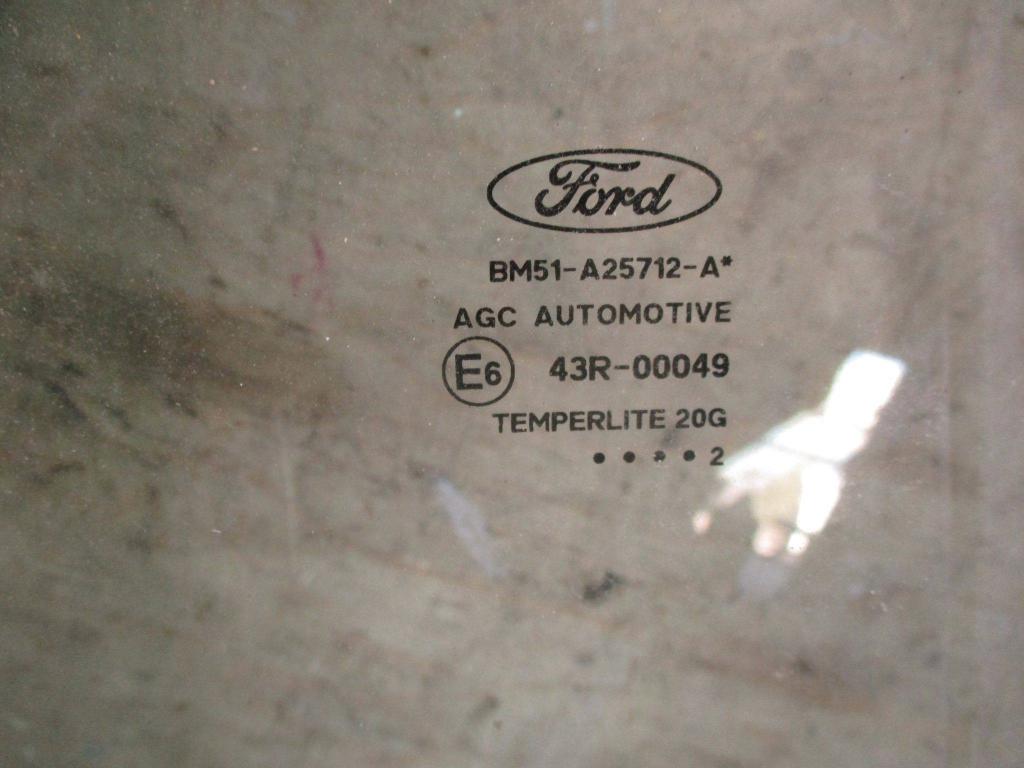 Ford
BM51-A25712-A*
AGC AUTOMOTIVE
E6 43R-00049
TEMPERLITE 20G
• • • • 2